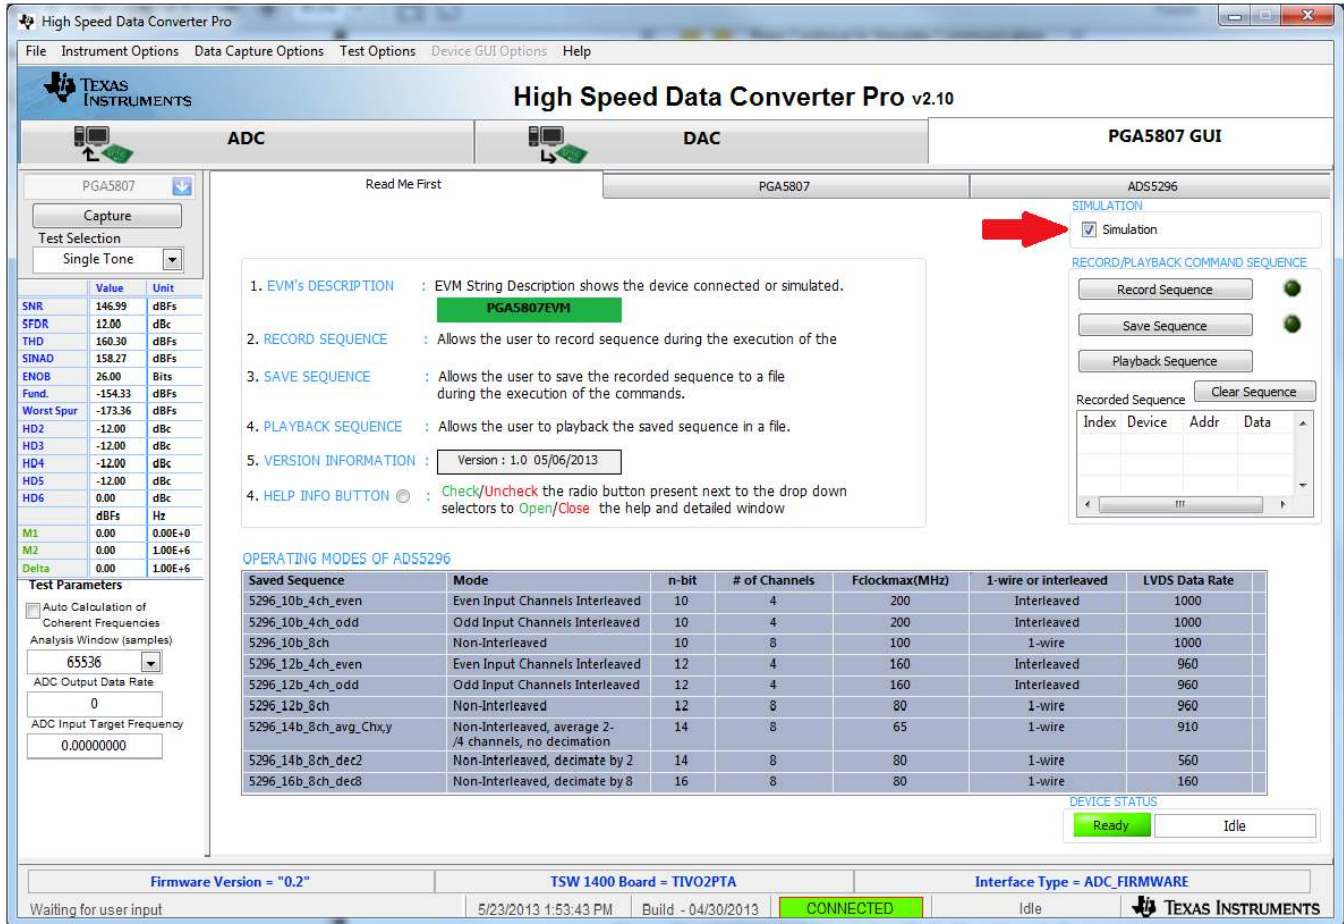 High Speed Data Converter Pro
File Instrument Options Data Capture Options Test Options Device GUI Options Help
TEXAS INSTRUMENTS
High Speed Data Converter Pro v2.10
ADC
DAC
PGA5807 GUI
PGA5807
Capture
Test Selection
Single Tone
Value Unit
SNR 146.99 dBFs
SFDR 12.00 dBc
THD 160.30 dBFs
SINAD 158.27 dBFs
ENOB 26.00 Bits
Fund. -154.33 dBFs
Worst Spur -173.36 dBFs
HD2 -12.00 dBc
HD3 -12.00 dBc
HD4 -12.00 dBc
HD5 -12.00 dBc
HD6 0.00 dBc
dBFs Hz
M1 0.00 0.00E+0
M2 0.00 1.00E+6
Delta 0.00 1.00E+6
Test Parameters
Auto Calculation of
Coherent Frequencies
Analysis Window (samples)
65536
ADC Output Data Rate
0
ADC Input Target Frequency
0.00000000
Read Me First
PGA5807
ADS5296
SIMULATION
Simulation
1. EVM's DESCRIPTION : EVM String Description shows the device connected or simulated.
PGA5807EVM
2. RECORD SEQUENCE : Allows the user to record sequence during the execution of the
3. SAVE SEQUENCE : Allows the user to save the recorded sequence to a file
during the execution of the commands.
4. PLAYBACK SEQUENCE : Allows the user to playback the saved sequence in a file.
5. VERSION INFORMATION : Version : 1.0 05/06/2013
4. HELP INFO BUTTON : Check/Uncheck the radio button present next to the drop down
selectors to Open/Close the help and detailed window
RECORD/PLAYBACK COMMAND SEQUENCE
Record Sequence
Save Sequence
Playback Sequence
Recorded Sequence Clear Sequence
Index Device Addr Data
OPERATING MODES OF ADS5296
Saved Sequence Mode n-bit # of Channels Fclockmax(MHz) 1-wire or interleaved LVDS Data Rate
5296_10b_4ch_even Even Input Channels Interleaved 10 4 200 Interleaved 1000
5296_10b_4ch_odd Odd Input Channels Interleaved 10 4 200 Interleaved 1000
5296_10b_8ch Non-Interleaved 10 8 100 1-wire 1000
5296_12b_4ch_even Even Input Channels Interleaved 12 4 160 Interleaved 960
5296_12b_4ch_odd Odd Input Channels Interleaved 12 4 160 Interleaved 960
5296_12b_8ch Non-Interleaved 12 8 80 1-wire 960
5296_14b_8ch_avg_Chx,y Non-Interleaved, average 2- 14 8 65 1-wire 910
/4 channels, no decimation
5296_14b_8ch_dec2 Non-Interleaved, decimate by 2 14 8 80 1-wire 560
5296_16b_8ch_dec8 Non-Interleaved, decimate by 8 16 8 80 1-wire 160
DEVICE STATUS
Ready Idle
Firmware Version = "0.2" TSW 1400 Board = TIVO2PTA Interface Type = ADC_FIRMWARE
Waiting for user input 5/23/2013 1:53:43 PM Build - 04/30/2013 CONNECTED Idle TEXAS INSTRUMENTS